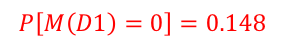 P[M(D1) = 0] = 0.148